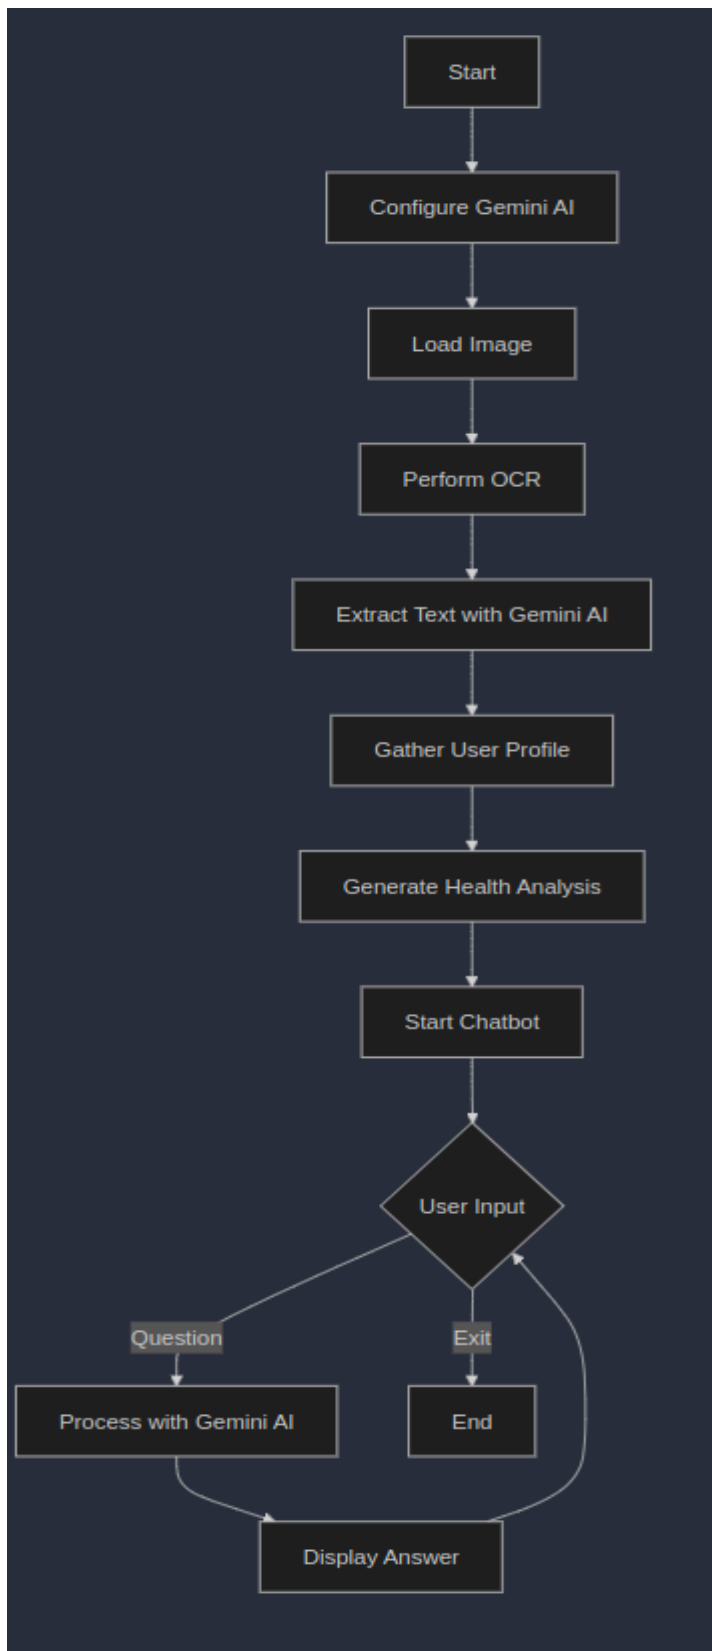 Start
Configure Gemini AI
Load Image
Perform OCR
Extract Text with Gemini AI
Gather User Profile
Generate Health Analysis
Start Chatbot
User Input
Question
Exit
Process with Gemini AI
End
Display Answer